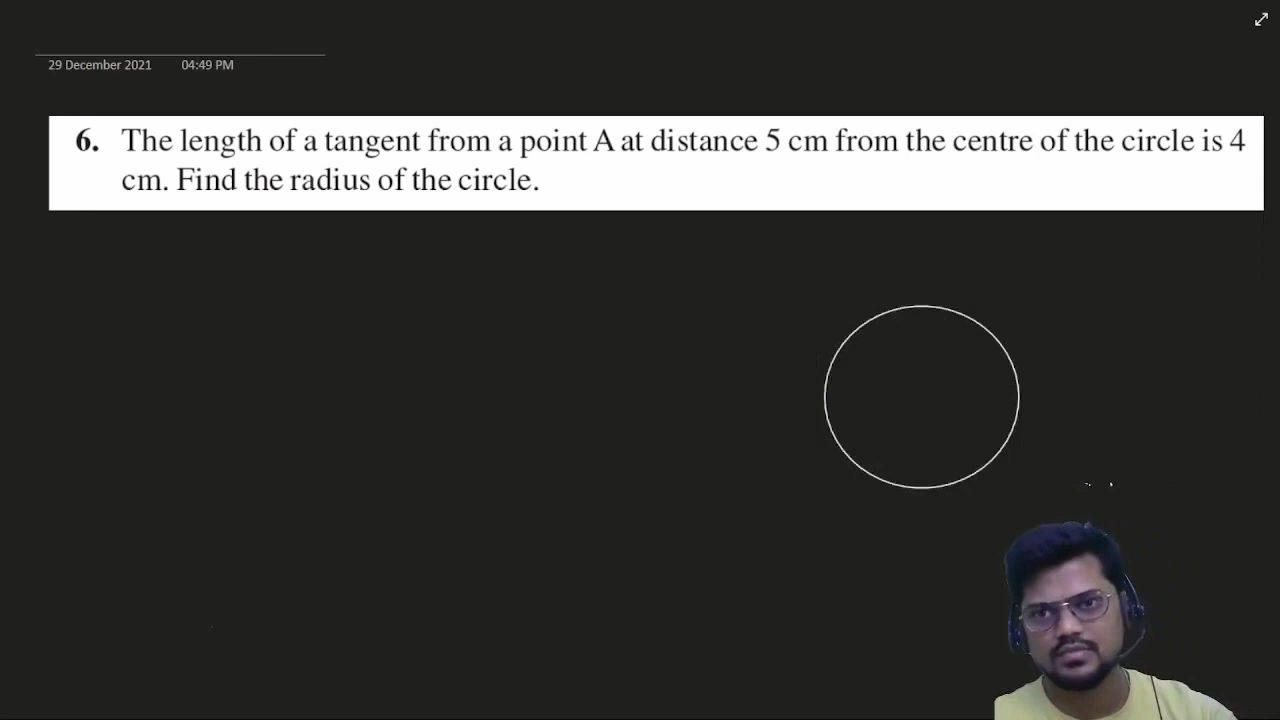 29 December 2021 04:49 PM
6. The length of a tangent from a point A at distance 5 cm from the centre of the circle is 4
cm. Find the radius of the circle.